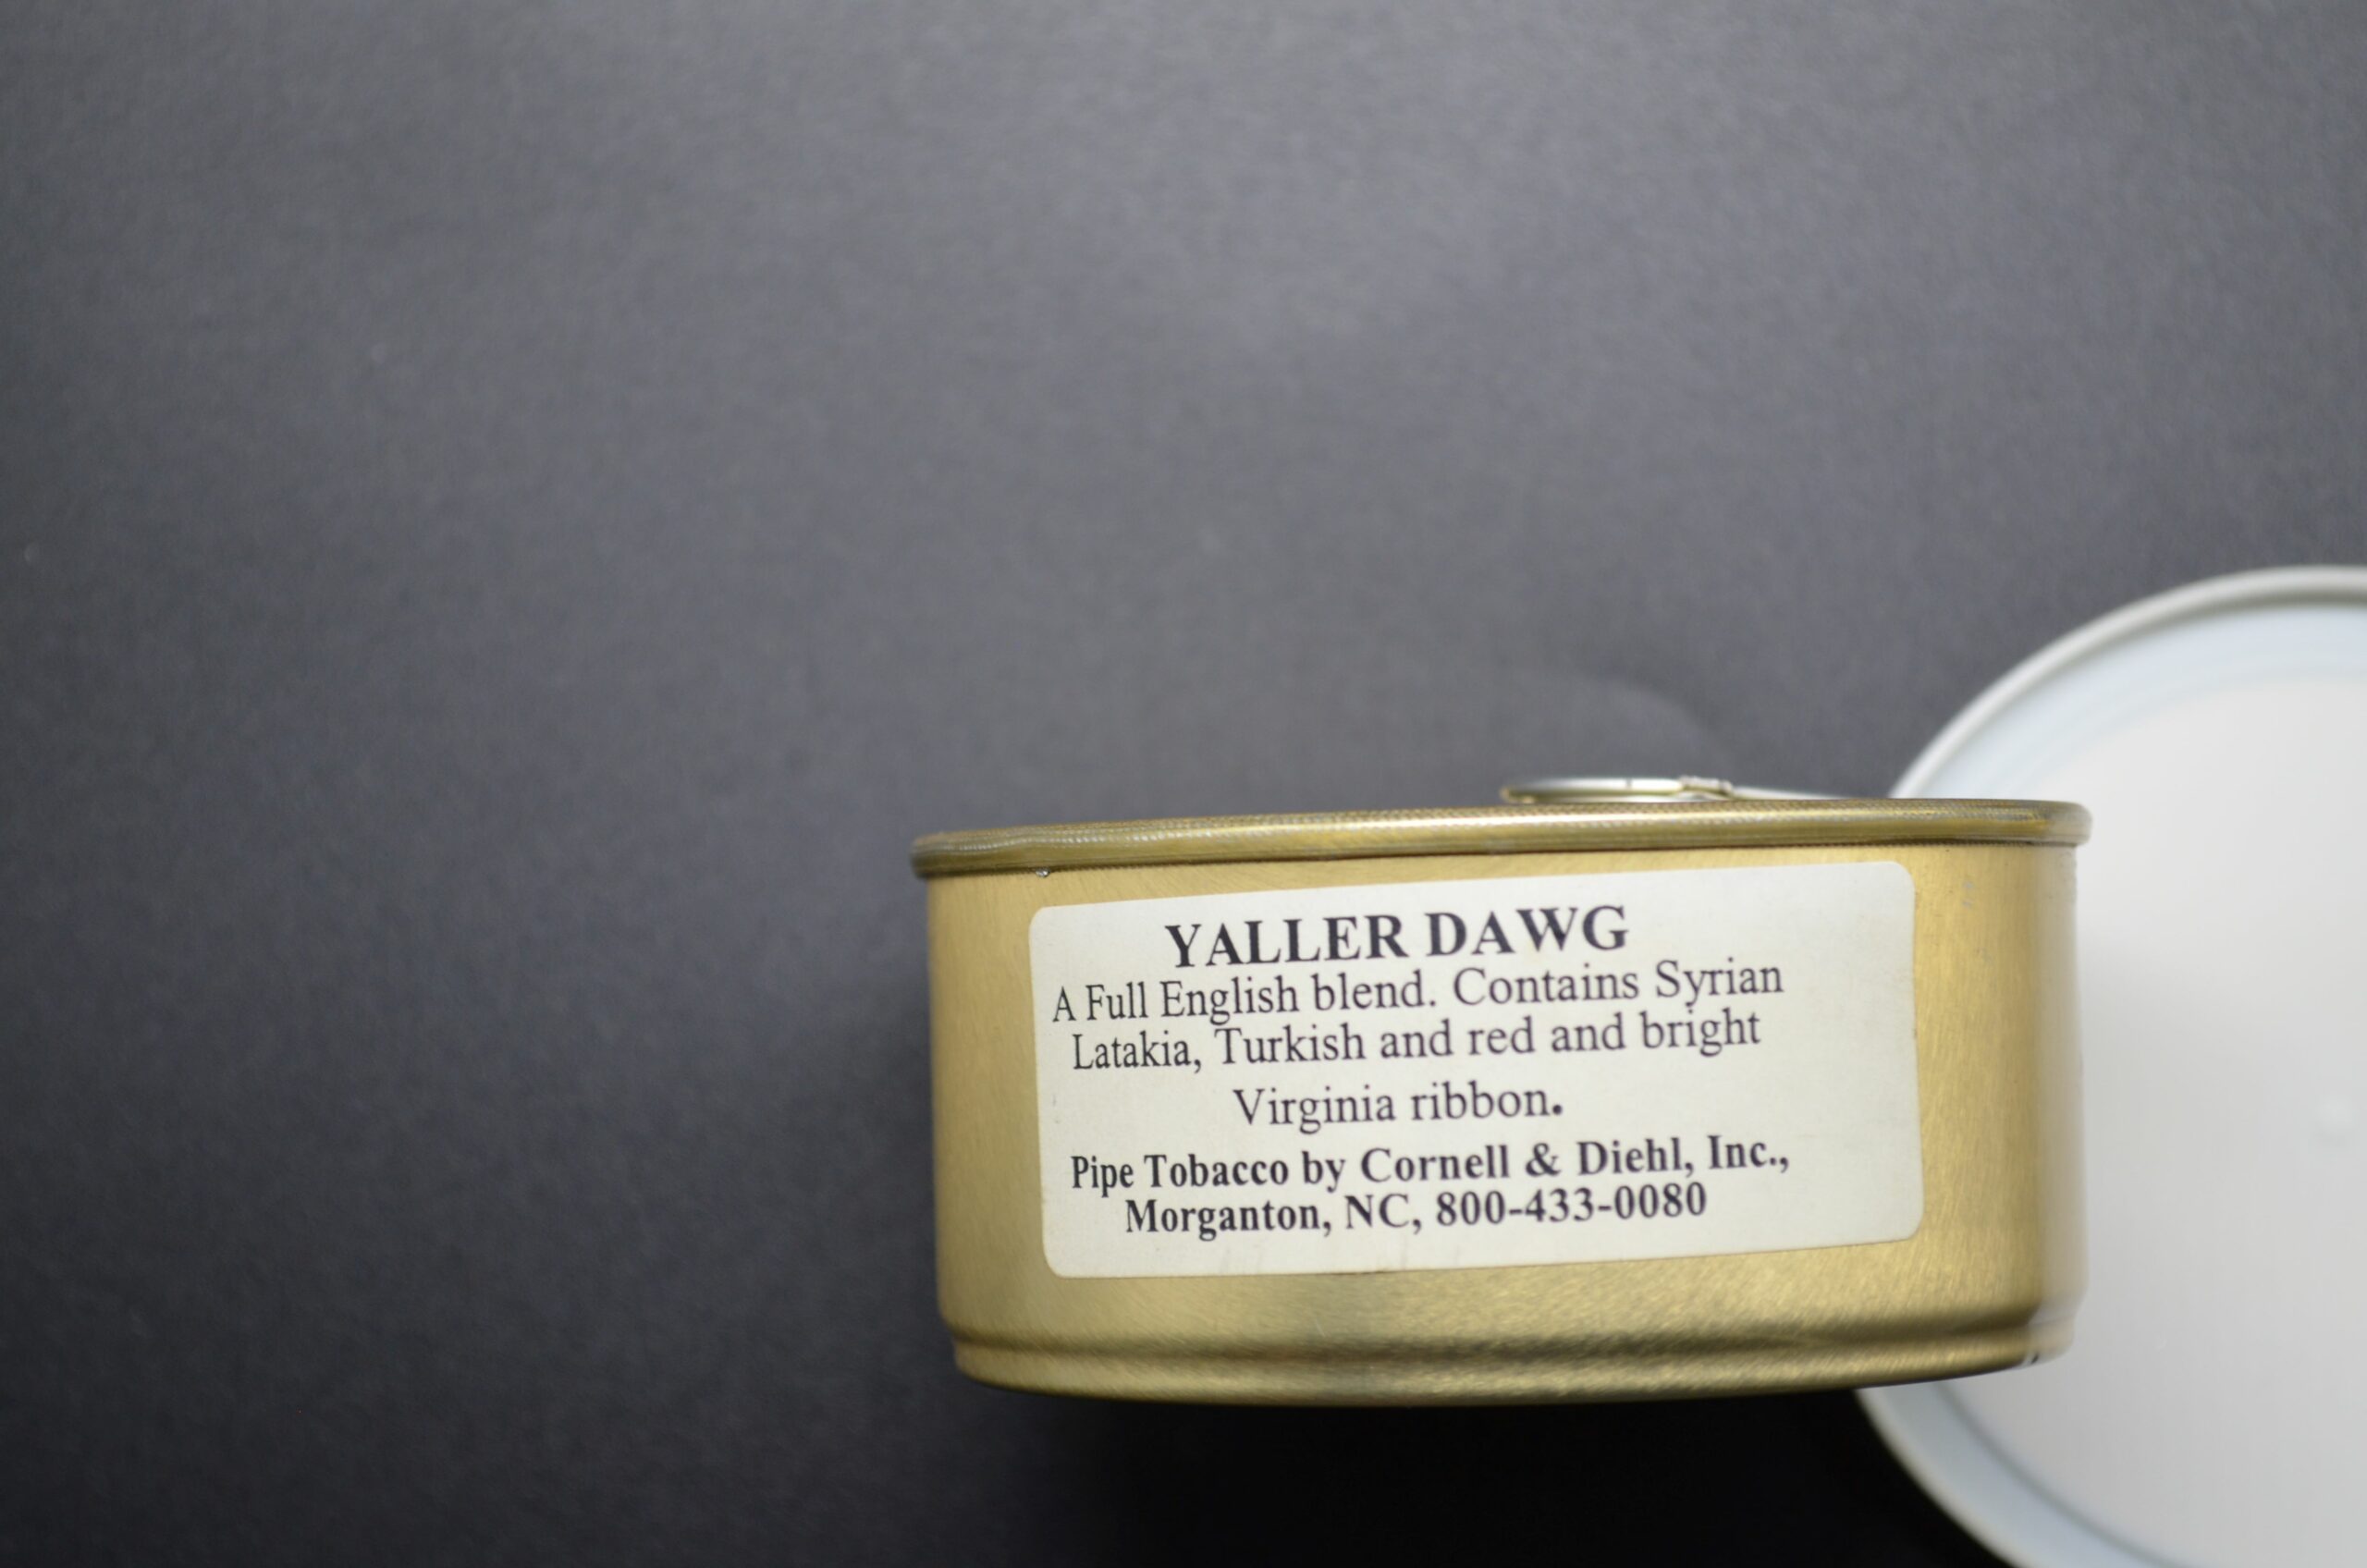 YALLER DAWG
A Full English blend. Contains Syrian
Latakia, Turkish and red and bright
Virginia ribbon.
Pipe Tobacco by Cornell & Diehl, Inc.,
Morganton, NC, 800-433-0080